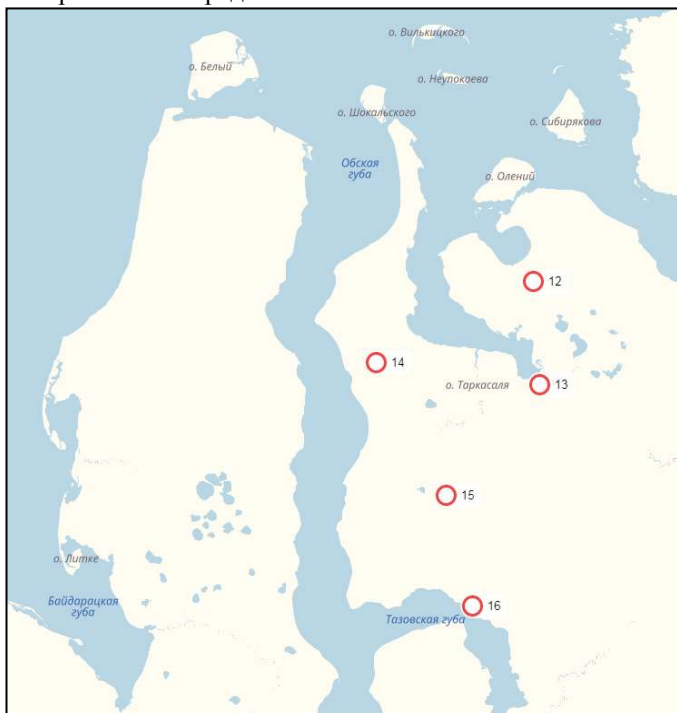 о. Вилькицкого
о. Белый
о. Неупокоева
о. Шокальского
о. Сибирякова
Обская
губа
о. Олений
12
14
13
о. Таркасаля
15
о. Литке
Байдарацкая
губа
16
Тазовская губа